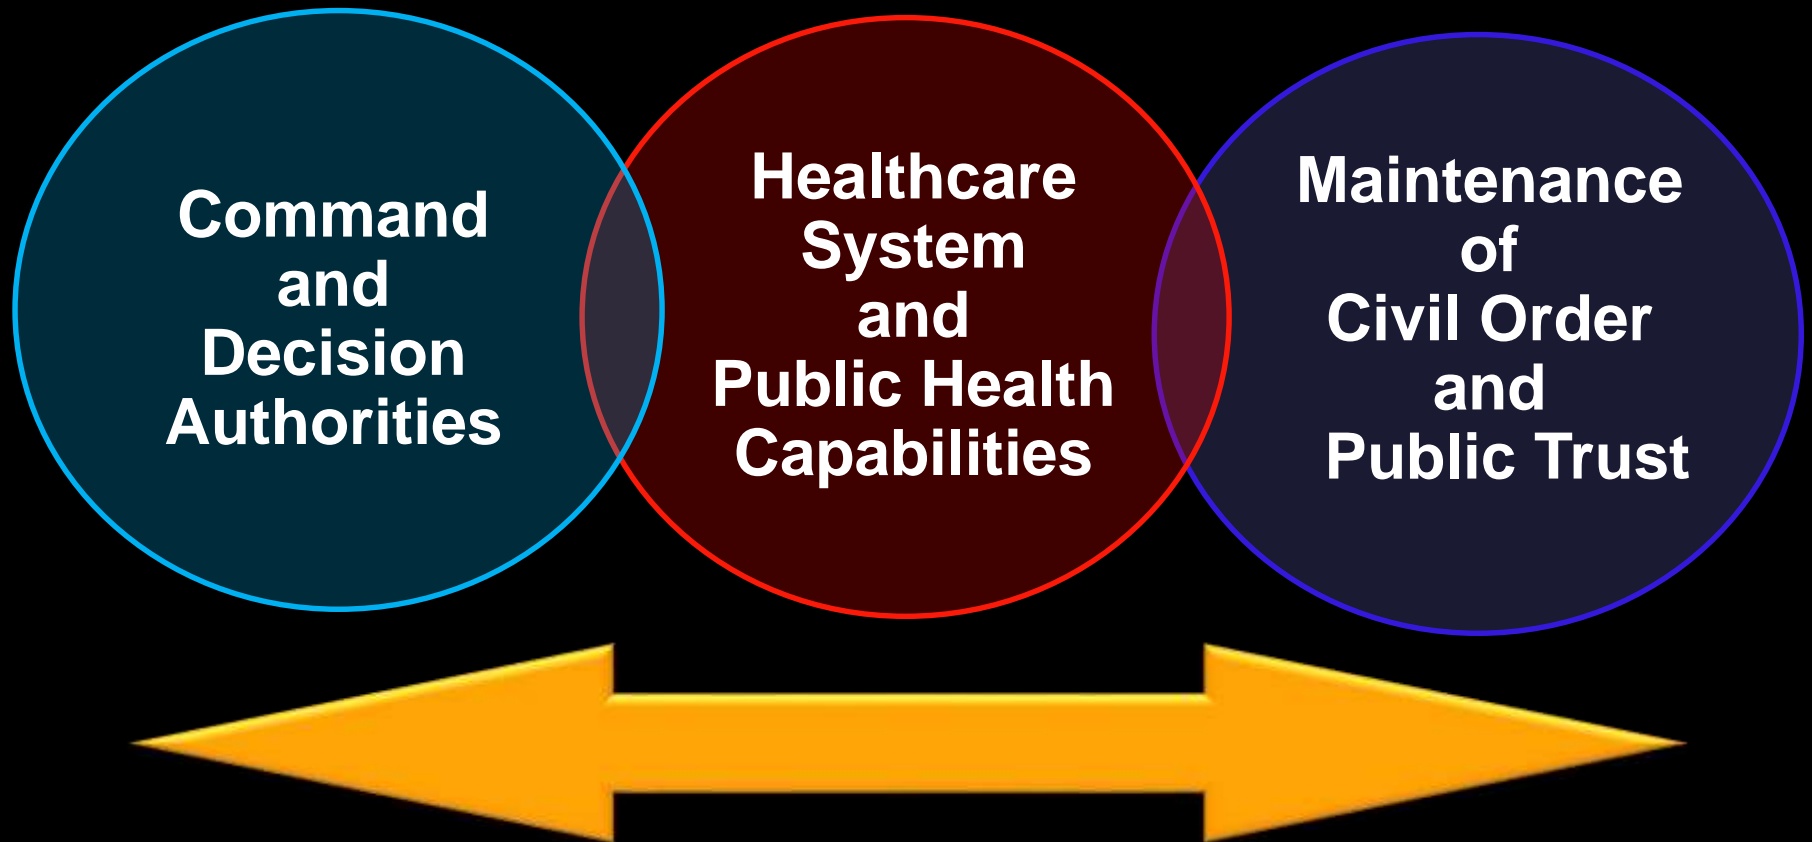 Command
and
Decision
Authorities
Healthcare
System
and
Public Health
Capabilities
Maintenance
of
Civil Order
and
Public Trust